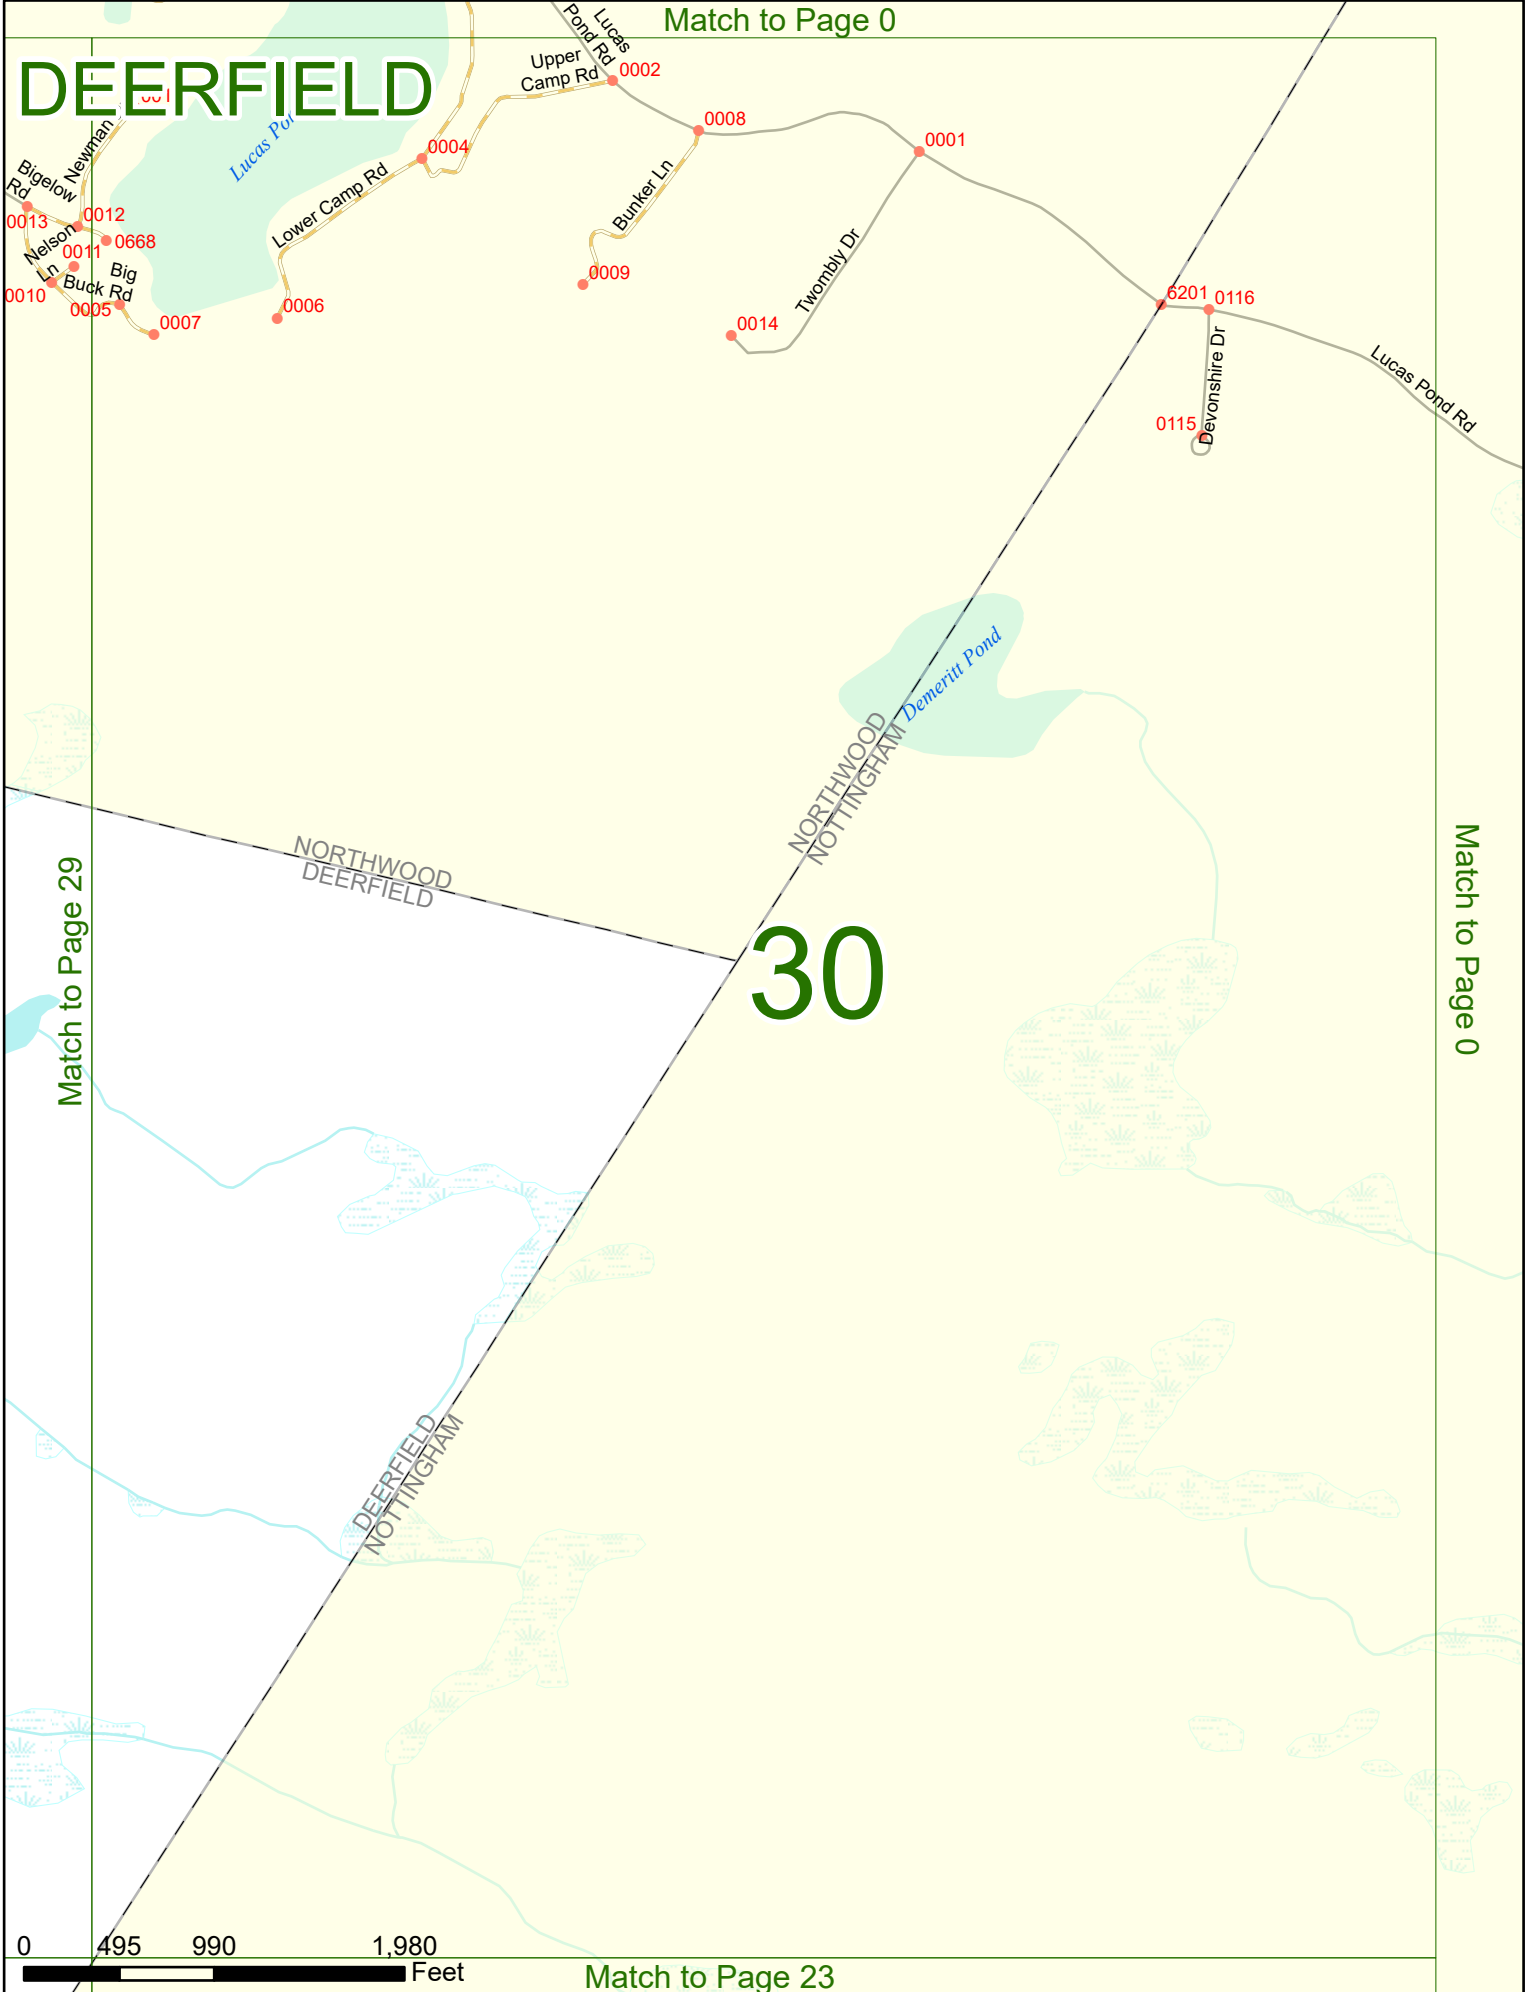 Match to Page 0
DEERFIELD
Lucas
Pond Rd
Upper
Camp Rd
0002
0008
0001
0004
Newman
Lucas
Bigelow
Rd
0013
0012
0668
Nelson
Ln
0011
Big
Buck Rd
0010
0005
0007
Lower Camp Rd
0006
Bunker Ln
0009
Twombly Dr
0014
6201
0116
Devonshire Dr
0115
Lucas Pond Rd
Demeritt Pond
NORTHWOOD
NOTTINGHAM
NORTHWOOD
DEERFIELD
Match to Page 29
30
Match to Page 0
DEERFIELD
NOTTINGHAM
0 495 990 1,980
Feet
Match to Page 23